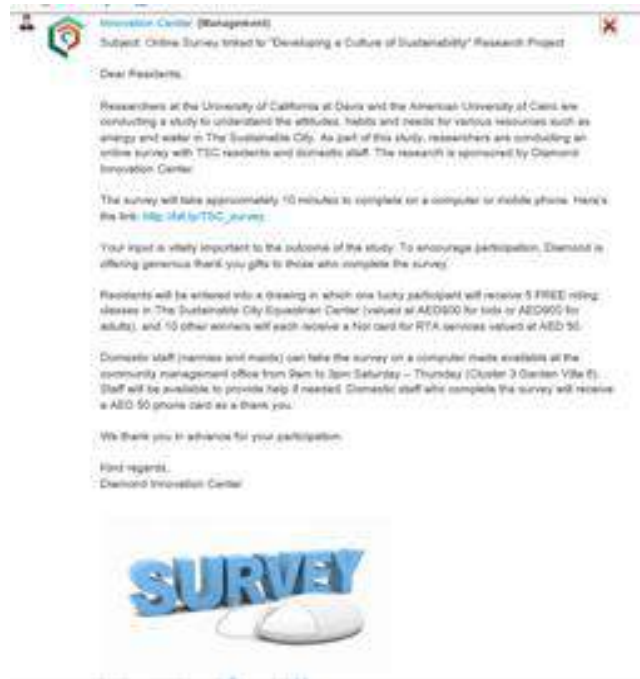 Innovation Center (Management)
Subject: Online Survey linked to "Developing a Culture of Sustainability" Research Project
Dear Residents,
Researchers at the University of California at Davis and the American University of Cairo are
conducting a study to understand the attitudes, habits and needs for various resources such as
energy and water in The Sustainable City. As part of this study, researchers are conducting an
online survey with TSC residents and domestic staff. The research is sponsored by Diamond
Innovation Center.
The survey will take approximately 10 minutes to complete on a computer or mobile phone. Here's
the link:
Your input is vitally important to the outcome of the study. To encourage participation, Diamond is
offering generous thank you gifts to those who complete the survey.
Residents will be entered into a drawing in which one lucky participant will receive 5 FREE riding
classes in The Sustainable City Equestrian Center (valued at AED600 for kids or AED900 for
adults), and 10 other winners will each receive a Nol card for RTA services valued at AED 50.
Domestic staff (nannies and maids) can take the survey on a computer made available at the
community management office from 9am to 3pm Saturday – Thursday (Cluster 3 Garden Villa 6).
Staff will be available to provide help if needed. Domestic staff who complete the survey will receive
a AED 50 phone card as a thank you.
We thank you in advance for your participation.
Kind regards,
Diamond Innovation Center
SURVEY